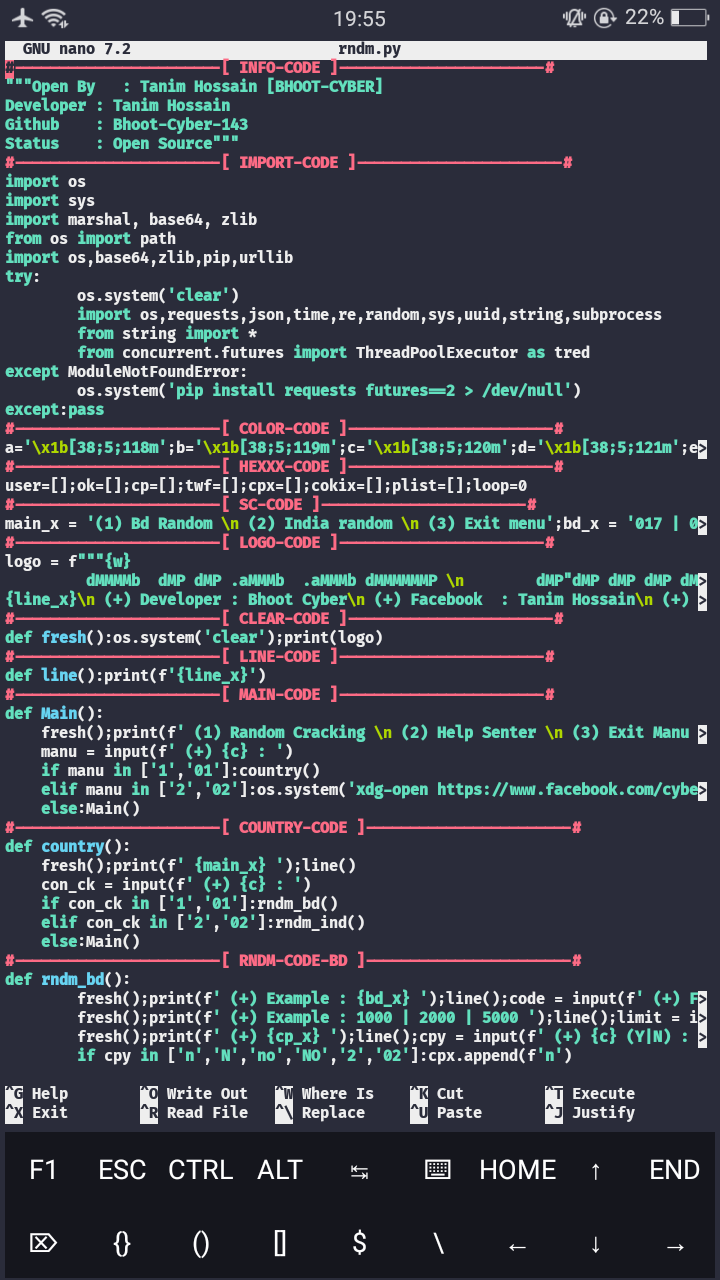 19:55
22%
GNU nano 7.2 rndm.py
#───────────────────────[ INFO-CODE ]───────────────────────#
"""Open By   : Tanim Hossain [BHOOT-CYBER]
Developer : Tanim Hossain
Github    : Bhoot-Cyber-143
Status    : Open Source"""
#───────────────────────[ IMPORT-CODE ]───────────────────────#
import os
import sys
import marshal, base64, zlib
from os import path
import os,base64,zlib,pip,urllib
try:
        os.system('clear')
        import os,requests,json,time,re,random,sys,uuid,string,subprocess
        from string import *
        from concurrent.futures import ThreadPoolExecutor as tred
except ModuleNotFoundError:
        os.system('pip install requests futures==2 > /dev/null')
except:pass
#───────────────────────[ COLOR-CODE ]───────────────────────#
a='\x1b[38;5;118m';b='\x1b[38;5;119m';c='\x1b[38;5;120m';d='\x1b[38;5;121m';e>
#───────────────────────[ HEXXX-CODE ]───────────────────────#
user=[];ok=[];cp=[];twf=[];cpx=[];cokix=[];plist=[];loop=0
#───────────────────────[ SC-CODE ]───────────────────────#
main_x = '(1) Bd Random \n (2) India random \n (3) Exit menu';bd_x = '017 | 0>
#───────────────────────[ LOGO-CODE ]───────────────────────#
logo = f"""{w}
         dMMMMb  dMP dMP .aMMMb  .aMMMb dMMMMMMP \n        dMP"dMP dMP dMP dM>
{line_x}\n (+) Developer : Bhoot Cyber\n (+) Facebook  : Tanim Hossain\n (+) >
#───────────────────────[ CLEAR-CODE ]───────────────────────#
def fresh():os.system('clear');print(logo)
#───────────────────────[ LINE-CODE ]───────────────────────#
def line():print(f'{line_x}')
#───────────────────────[ MAIN-CODE ]───────────────────────#
def Main():
    fresh();print(f' (1) Random Cracking \n (2) Help Senter \n (3) Exit Manu >
    manu = input(f' (+) {c} : ')
    if manu in ['1','01']:country()
    elif manu in ['2','02']:os.system('xdg-open https://www.facebook.com/cybe>
    else:Main()
#───────────────────────[ COUNTRY-CODE ]───────────────────────#
def country():
    fresh();print(f' {main_x} ');line()
    con_ck = input(f' (+) {c} : ')
    if con_ck in ['1','01']:rndm_bd()
    elif con_ck in ['2','02']:rndm_ind()
    else:Main()
#───────────────────────[ RNDM-CODE-BD ]───────────────────────#
def rndm_bd():
        fresh();print(f' (+) Example : {bd_x} ');line();code = input(f' (+) F>
        fresh();print(f' (+) Example : 1000 | 2000 | 5000 ');line();limit = i>
        fresh();print(f' (+) {cp_x} ');line();cpy = input(f' (+) {c} (Y|N) : >
        if cpy in ['n','N','no','NO','2','02']:cpx.append(f'n')
^G Help ^O Write Out ^W Where Is ^K Cut ^T Execute
^X Exit ^R Read File ^\ Replace ^U Paste ^J Justify
F1 ESC CTRL ALT ↹ ⌨ HOME ↑ END
⌦ {} () [] $ \ ← ↓ →